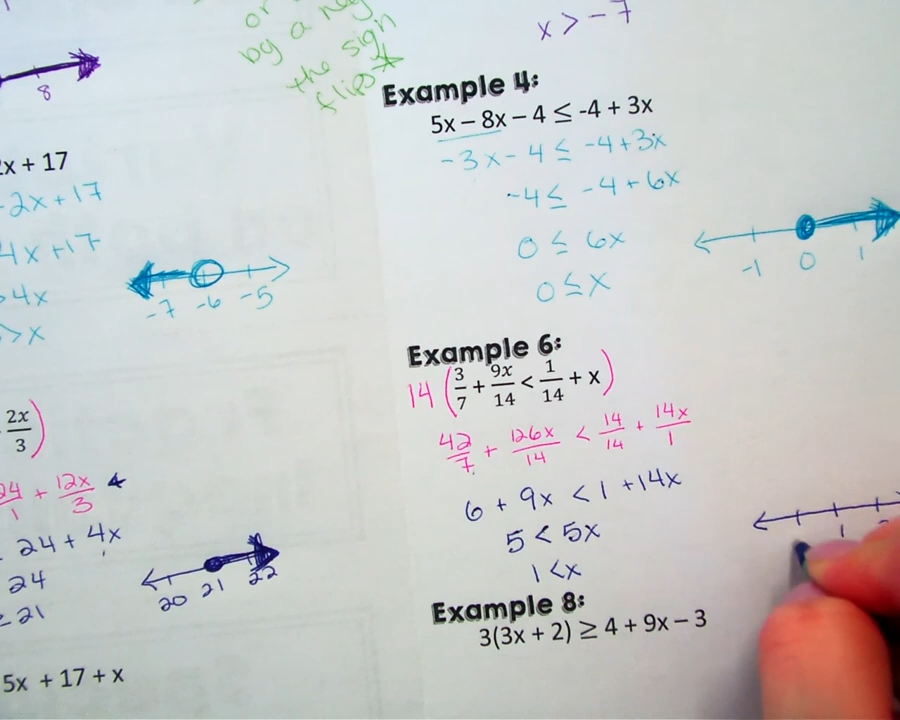 or
by a neg
the sign
flips*
8
2x + 17
-2x+17
4x+17
>4x
>x
-7 -6 -5
2x/3)
24/1 + 12x/3
24 + 4x
24
≥21
20 21 22
5x + 17 + x
x > -7
Example 4:
5x – 8x – 4 ≤ -4 + 3x
-3x-4 ≤ -4+3x
-4 ≤ -4+6x
0 ≤ 6x
0 ≤ x
-1 0 1
Example 6:
14(3/7 + 9x/14 < 1/14 + x)
42/7 + 126x/14 < 14/14 + 14x/1
6 + 9x < 1 + 14x
5 < 5x
1 < x
1
Example 8:
3(3x + 2) ≥ 4 + 9x – 3